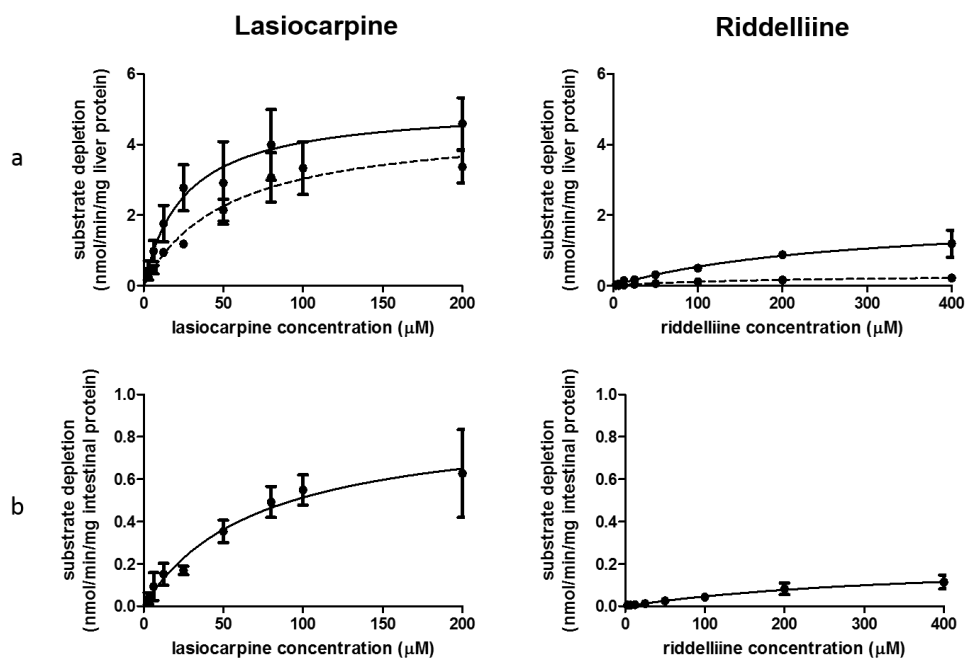 Lasiocarpine
Riddelliine
a
substrate depletion
(nmol/min/mg liver protein)
6
4
2
0
0 50 100 150 200
lasiocarpine concentration (μM)
substrate depletion
(nmol/min/mg liver protein)
6
4
2
0
0 100 200 300 400
riddelliine concentration (μM)
b
substrate depletion
(nmol/min/mg intestinal protein)
1.0
0.8
0.6
0.4
0.2
0.0
0 50 100 150 200
lasiocarpine concentration (μM)
substrate depletion
(nmol/min/mg intestinal protein)
1.0
0.8
0.6
0.4
0.2
0.0
0 100 200 300 400
riddelliine concentration (μM)